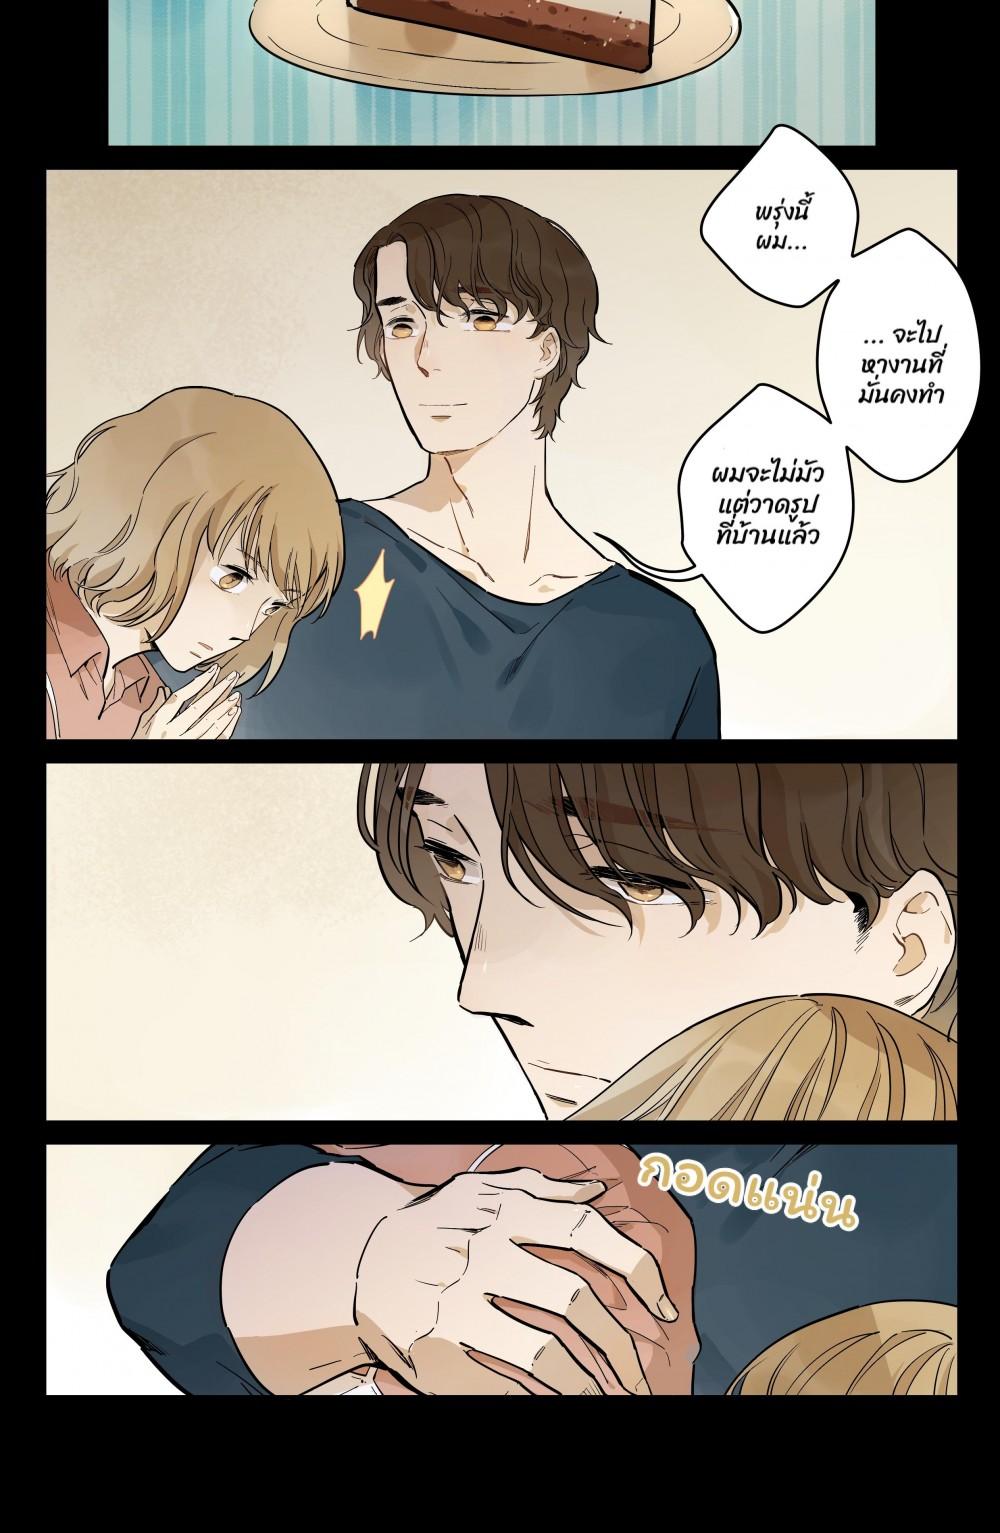 พรุ่งนี้
ผม...
... จะไป
หางานที่
มั่นคงทำ
ผมจะไม่มัว
แต่วาดรูป
ที่บ้านแล้ว
กอดแน่น